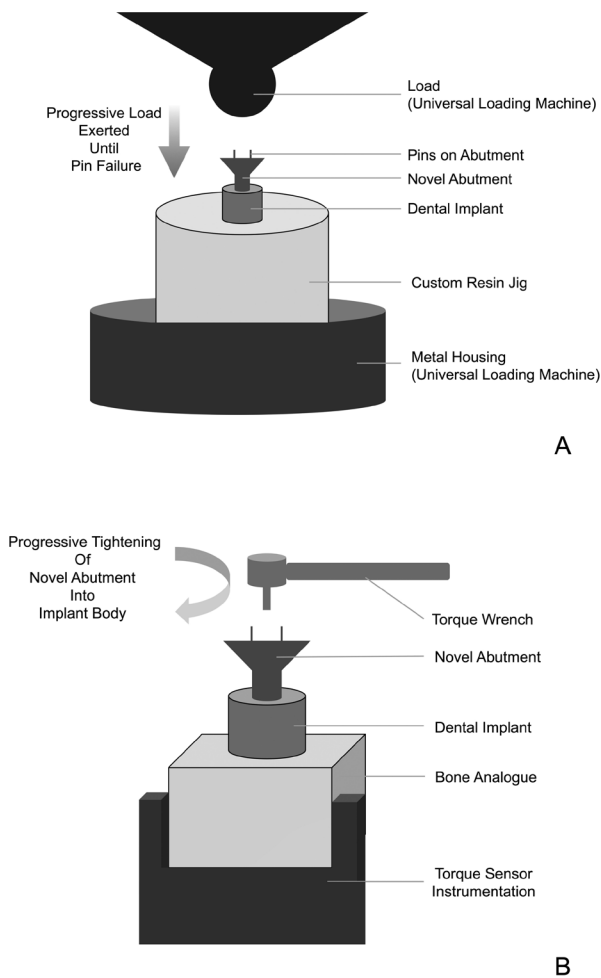 Load
(Universal Loading Machine)
Progressive Load
Exerted
Until
Pin Failure
Pins on Abutment
Novel Abutment
Dental Implant
Custom Resin Jig
Metal Housing
(Universal Loading Machine)
A
Progressive Tightening
Of
Novel Abutment
Into
Implant Body
Torque Wrench
Novel Abutment
Dental Implant
Bone Analogue
Torque Sensor
Instrumentation
B